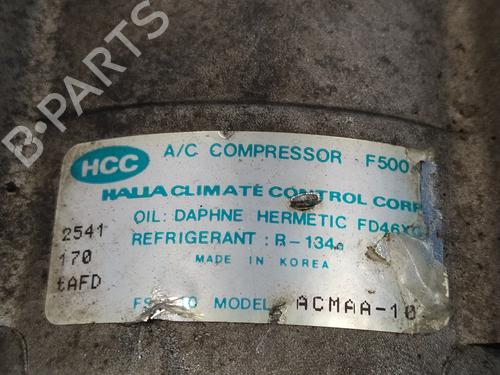 B-PARTS
HCC
A/C COMPRESSOR F500
HALLA CLIMATE CONTROL CORP
OIL: DAPHNE HERMETIC FD46XG
REFRIGERANT : R-134a
MADE IN KOREA
2541
170
tAFD
MODEL ACMAA-10